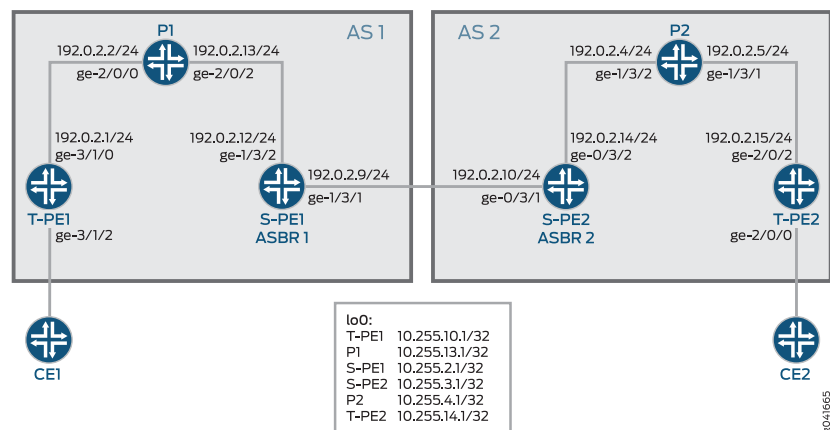 AS 1
P1
192.0.2.2/24
192.0.2.13/24
ge-2/0/0
ge-2/0/2
192.0.2.1/24
ge-3/1/0
192.0.2.12/24
ge-1/3/2
192.0.2.9/24
ge-1/3/1
T-PE1
S-PE1
ASBR 1
ge-3/1/2
CE1
AS 2
P2
192.0.2.4/24
192.0.2.5/24
ge-1/3/2
ge-1/3/1
192.0.2.14/24
ge-0/3/2
192.0.2.15/24
ge-2/0/2
192.0.2.10/24
ge-0/3/1
S-PE2
ASBR 2
T-PE2
ge-2/0/0
CE2
lo0:
T-PE1 10.255.10.1/32
P1 10.255.13.1/32
S-PE1 10.255.2.1/32
S-PE2 10.255.3.1/32
P2 10.255.4.1/32
T-PE2 10.255.14.1/32